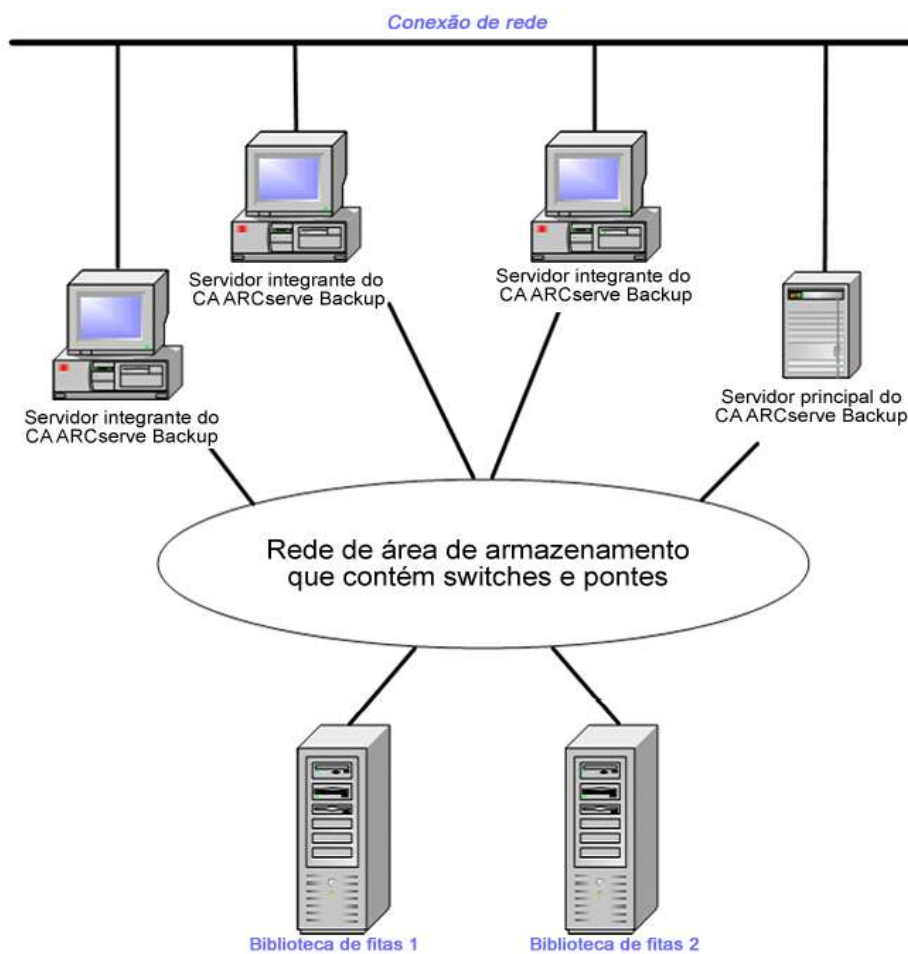 Conexão de rede
Servidor integrante do
CA ARCserve Backup
Servidor integrante do
CA ARCserve Backup
Servidor integrante do
CA ARCserve Backup
Servidor principal do
CA ARCserve Backup
Rede de área de armazenamento
que contém switches e pontes
Biblioteca de fitas 1
Biblioteca de fitas 2